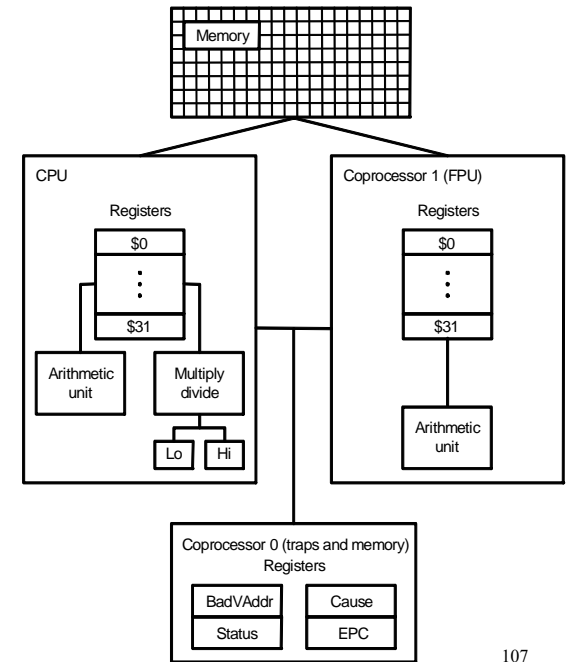 Memory
CPU
Registers
$0
$31
Arithmetic
unit
Multiply
divide
Lo
Hi
Coprocessor 1 (FPU)
Registers
$0
$31
Arithmetic
unit
Coprocessor 0 (traps and memory)
Registers
BadVAddr
Cause
Status
EPC
107